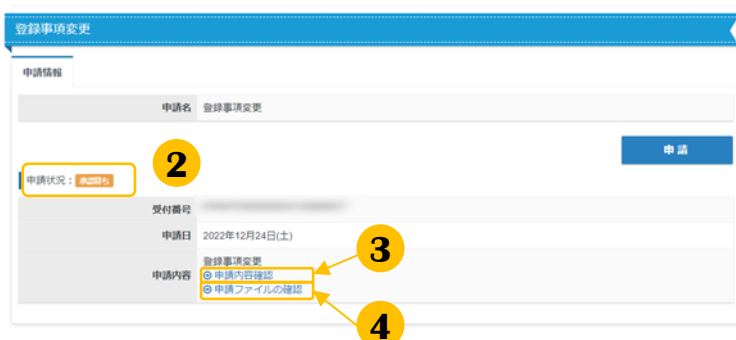 登録事項変更
申請情報
申請名 登録事項変更
申請
2
申請状況: 承認待ち
受付番号
申請日 2022年12月24日(土)
3
登録事項変更
申請内容 申請内容確認
申請ファイルの確認
4